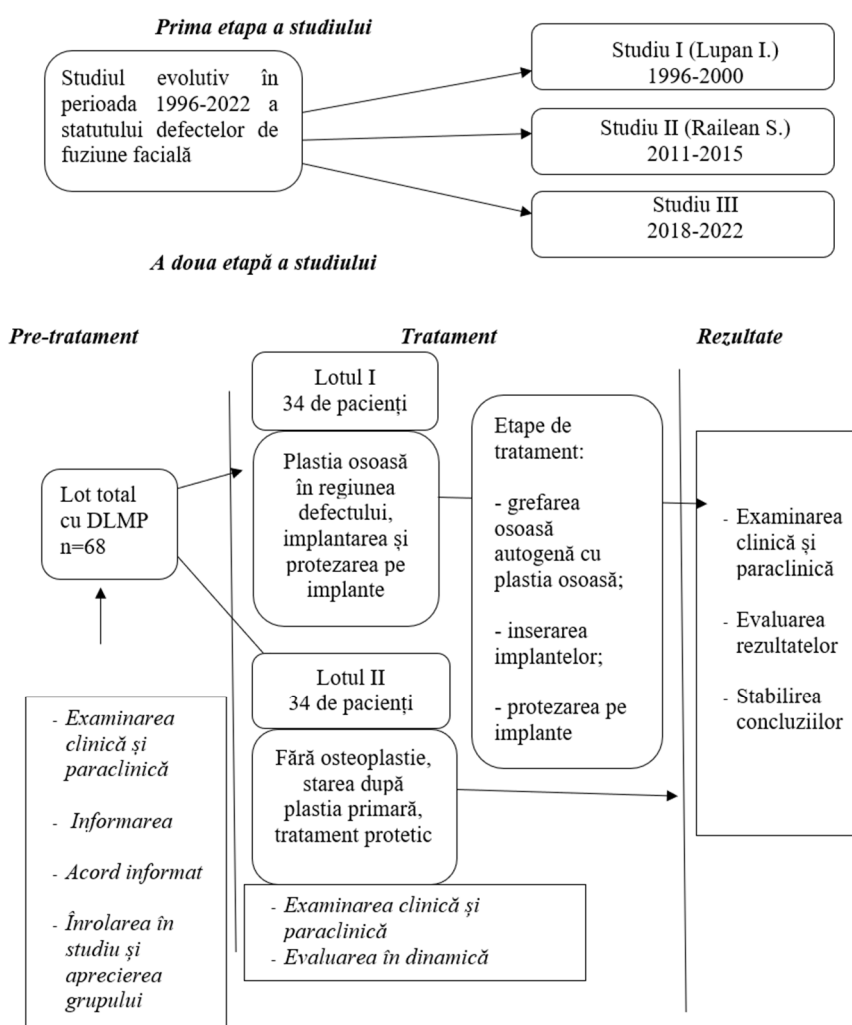 Prima etapa a studiului
Studiul evolutiv în
perioada 1996-2022 a
statutului defectelor de
fuziune facială
Studiu I (Lupan I.)
1996-2000
Studiu II (Railean S.)
2011-2015
Studiu III
2018-2022
A doua etapă a studiului
Pre-tratament
Tratament
Rezultate
Lot total
cu DLMP
n=68
- Examinarea
clinică și
paraclinică
- Informarea
- Acord informat
- Înrolarea în
studiu și
aprecierea
grupului
Lotul I
34 de pacienți
Plastia osoasă
în regiunea
defectului,
implantarea și
protezarea pe
implante
Etape de
tratament:
- grefarea
osoasă
autogenă cu
plastia osoasă;
- inserarea
implantelor;
- protezarea pe
implante
Lotul II
34 de pacienți
Fără osteoplastie,
starea după
plastia primară,
tratament protetic
- Examinarea clinică și
paraclinică
- Evaluarea în dinamică
- Examinarea
clinică și
paraclinică
- Evaluarea
rezultatelor
- Stabilirea
concluziilor